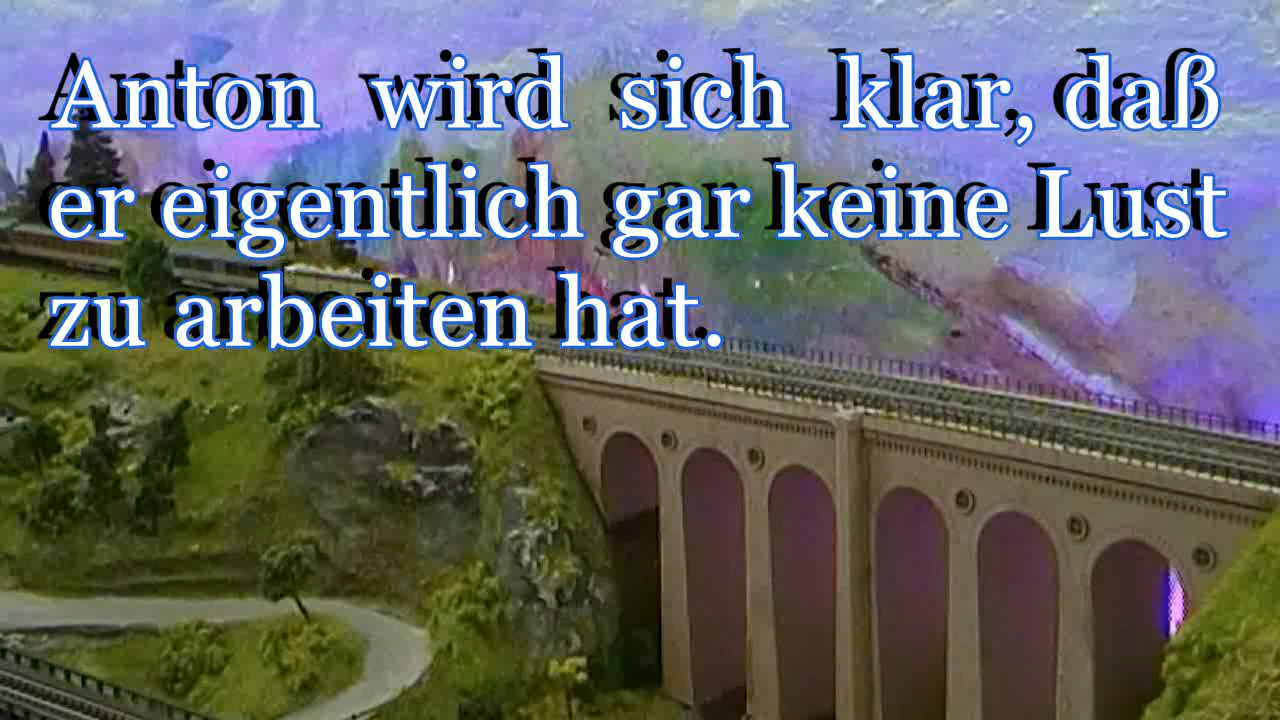 Anton wird sich klar, daß
er eigentlich gar keine Lust
zu arbeiten hat.